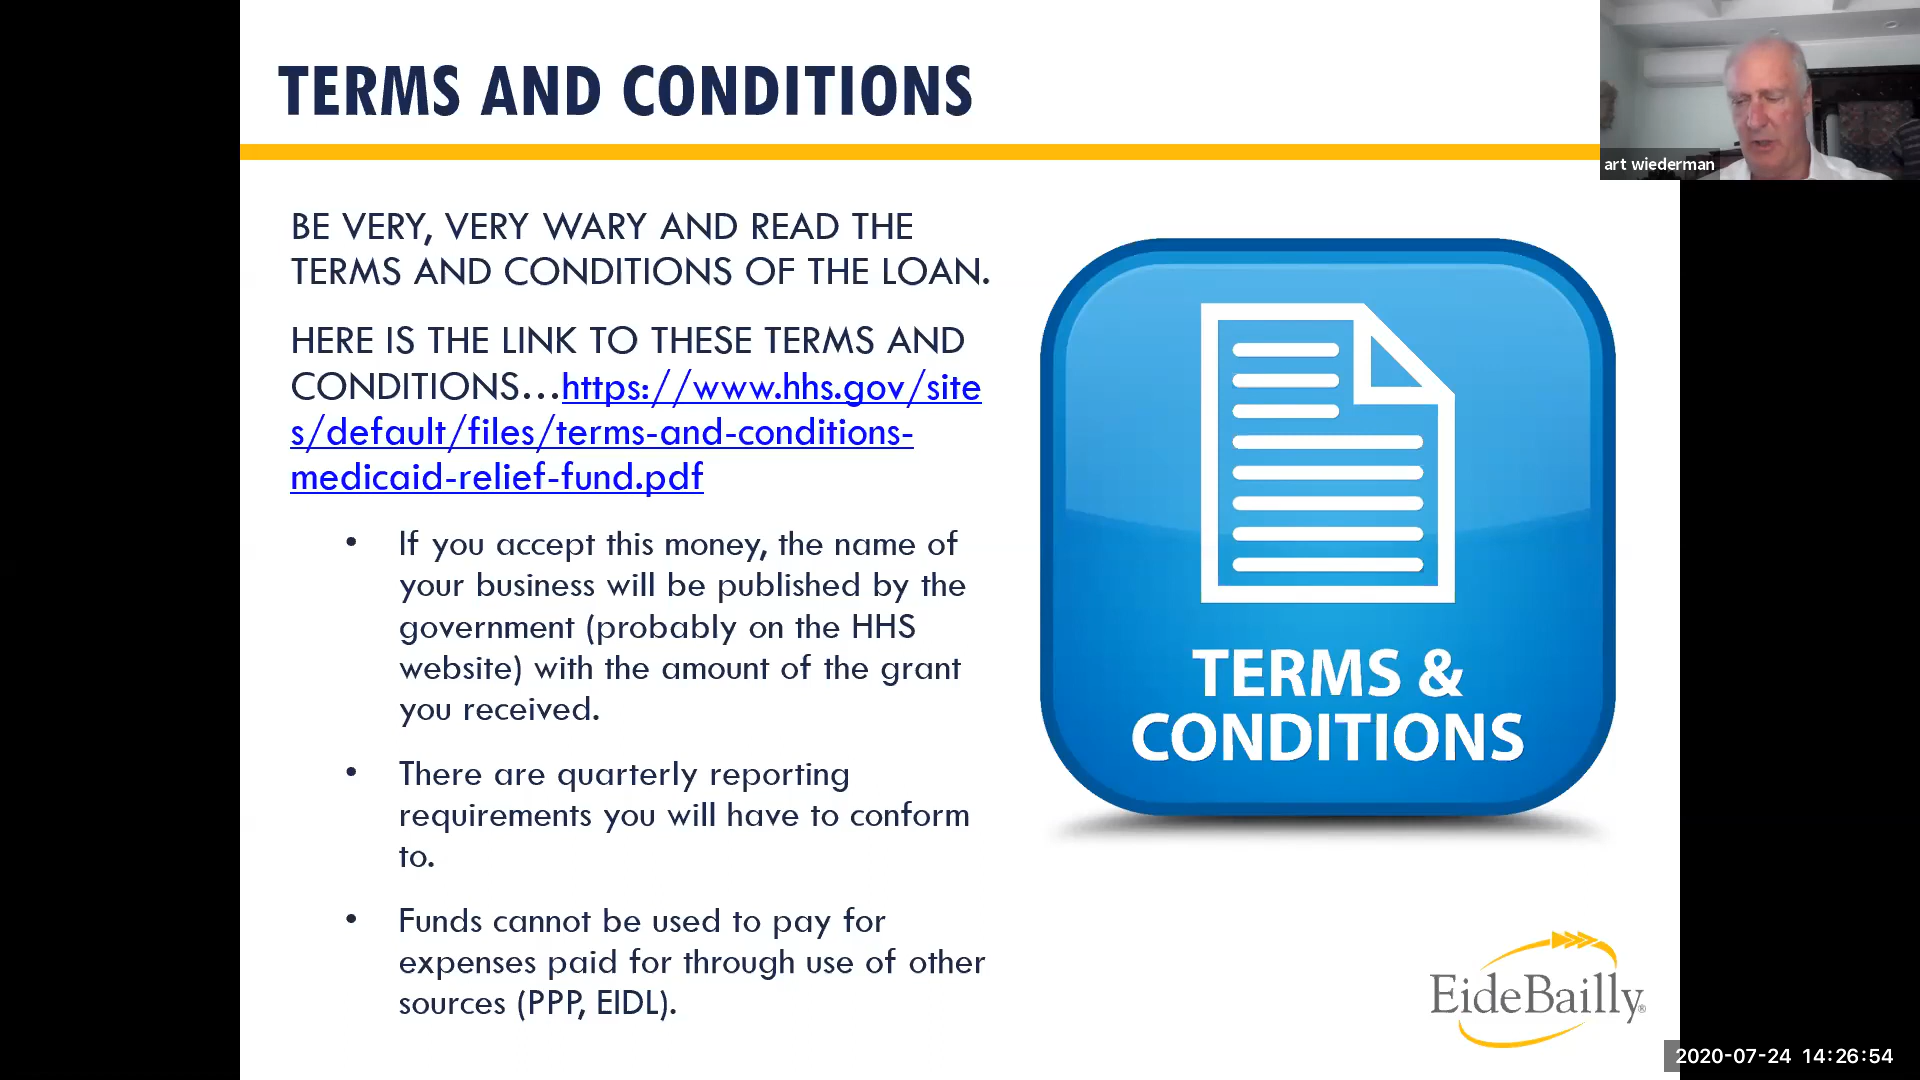 TERMS AND CONDITIONS
art wiederman
BE VERY, VERY WARY AND READ THE
TERMS AND CONDITIONS OF THE LOAN.
HERE IS THE LINK TO THESE TERMS AND
CONDITIONS…https://www.hhs.gov/site
s/default/files/terms-and-conditions-
medicaid-relief-fund.pdf
• If you accept this money, the name of
your business will be published by the
government (probably on the HHS
website) with the amount of the grant
you received.
• There are quarterly reporting
requirements you will have to conform
to.
• Funds cannot be used to pay for
expenses paid for through use of other
sources (PPP, EIDL).
TERMS &
CONDITIONS
EideBailly®
2020-07-24 14:26:54